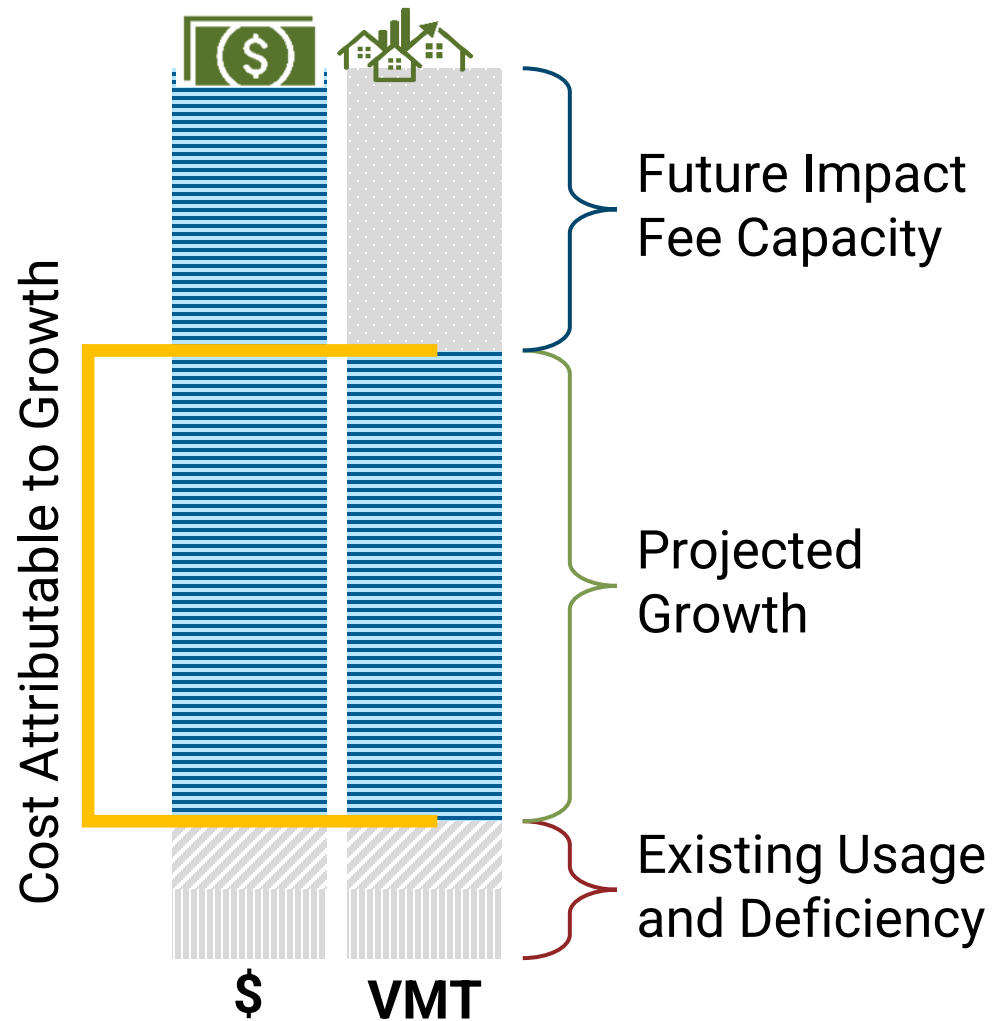 $
Future Impact
Fee Capacity
Cost Attributable to Growth
Projected
Growth
Existing Usage
and Deficiency
$
VMT